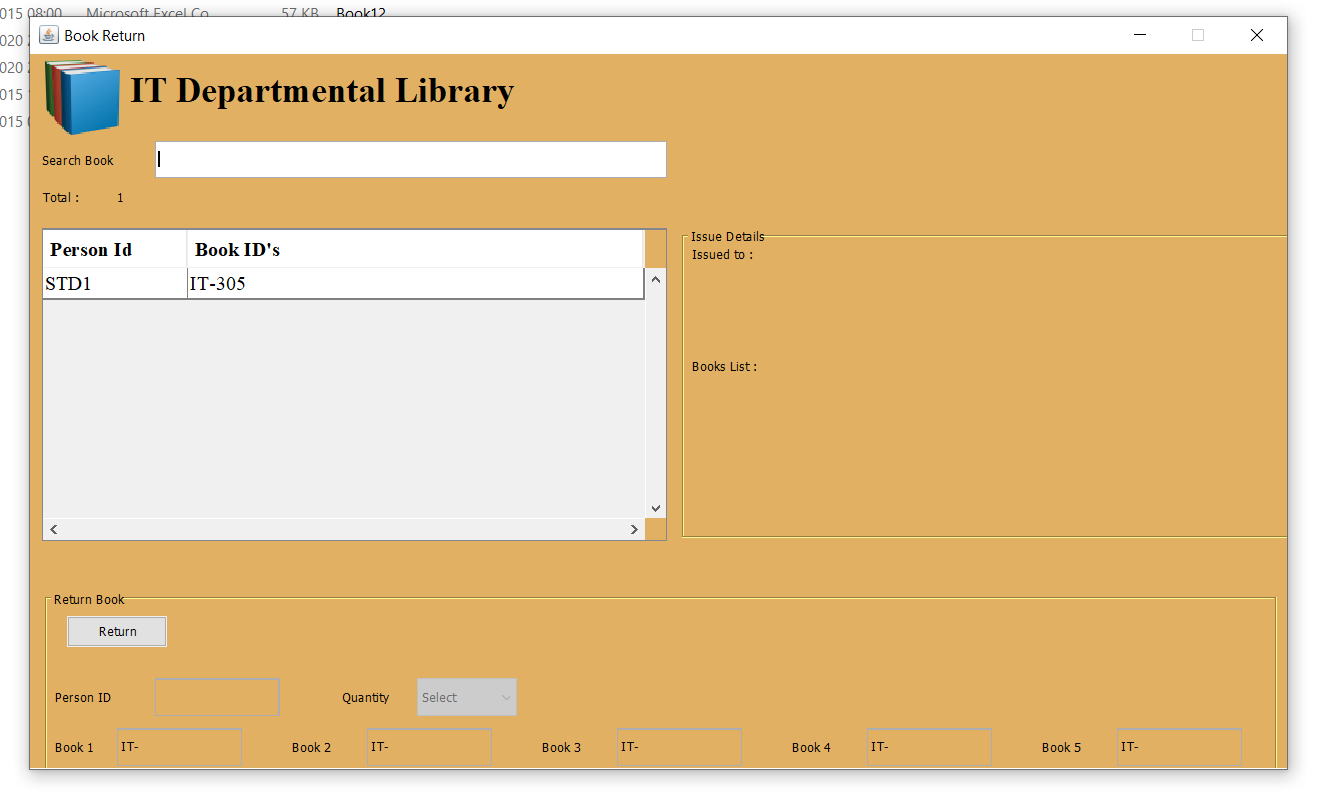 015 08:00 Microsoft Excel Co... 57 KB Book12
020
Book Return
020
015
015
IT Departmental Library
Search Book
Total : 1
Person Id Book ID's
STD1 IT-305
Issue Details
Issued to :
Books List :
Return Book
Return
Person ID Quantity Select
Book 1 IT- Book 2 IT- Book 3 IT- Book 4 IT- Book 5 IT-